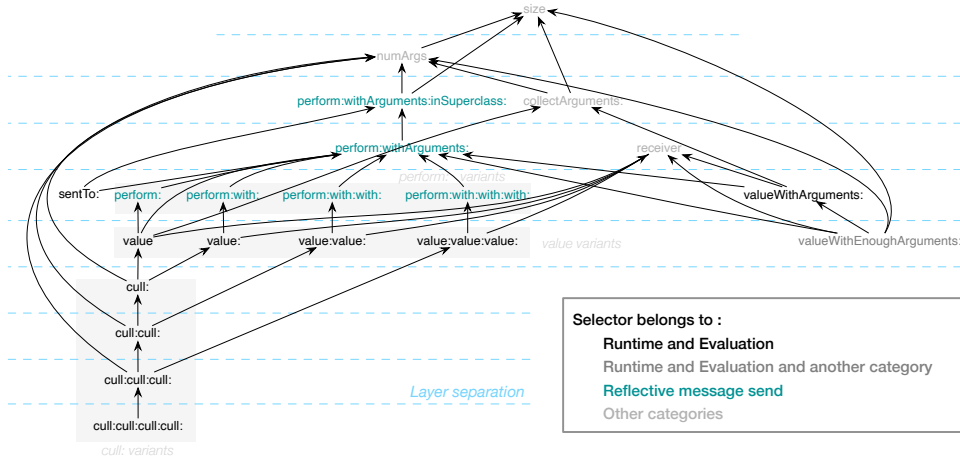 size
numArgs
perform:withArguments:inSuperclass:
collectArguments:
perform:withArguments:
receiver
perform: variants
sentTo:
perform:
perform:with:
perform:with:with:
perform:with:with:with:
valueWithArguments:
value
value:
value:value:
value:value:value:
value variants
valueWithEnoughArguments:
cull:
cull:cull:
cull:cull:cull:
cull:cull:cull:cull:
cull: variants
Layer separation
Selector belongs to :
Runtime and Evaluation
Runtime and Evaluation and another category
Reflective message send
Other categories